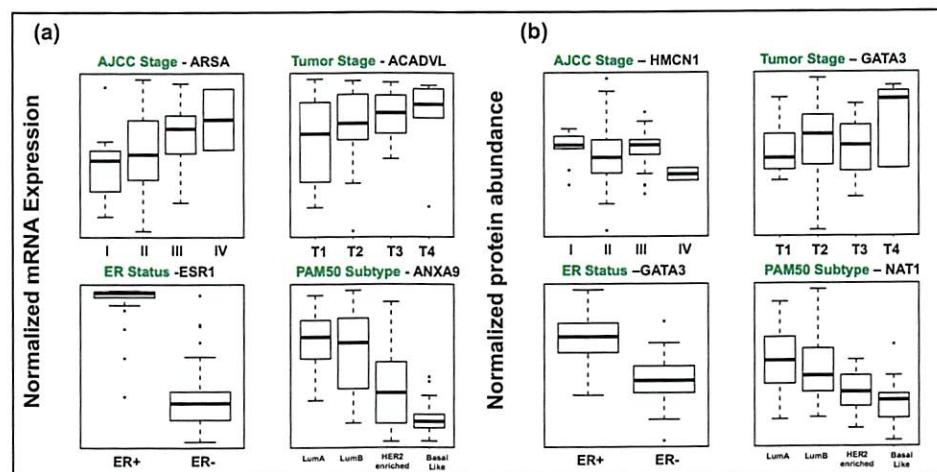 (a)
Normalized mRNA Expression
AJCC Stage - ARSA
I II III IV
Tumor Stage - ACADVL
T1 T2 T3 T4
ER Status -ESR1
ER+ ER-
PAM50 Subtype - ANXA9
LumA LumB HER2 enriched Basal Like
(b)
Normalized protein abundance
AJCC Stage – HMCN1
I II III IV
Tumor Stage – GATA3
T1 T2 T3 T4
ER Status –GATA3
ER+ ER-
PAM50 Subtype – NAT1
LumA LumB HER2 enriched Basal Like